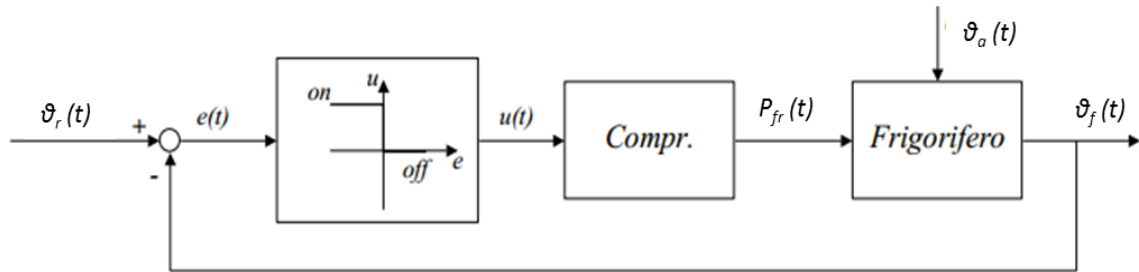 ϑa (t)
ϑr (t)
+
-
e(t)
on
u
off
e
u(t)
Compr.
Pfr (t)
Frigorifero
ϑf (t)